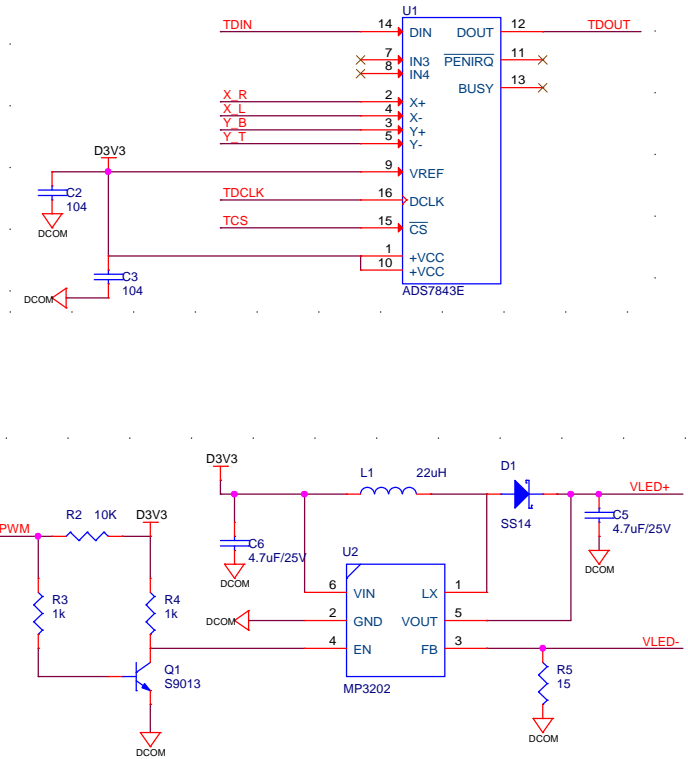 U1
TDIN 14 DIN DOUT 12 TDOUT
7 IN3 PENIRQ 11
8 IN4
BUSY 13
X_R 2 X+
X_L 4 X-
Y_B 3 Y+
Y_T 5 Y-
D3V3
9 VREF
C2
104
TDCLK 16 DCLK
DCOM
TCS 15 CS
1 +VCC
10 +VCC
C3
104
ADS7843E
DCOM
D3V3
L1 22uH
D1
VLED+
PWM R2 10K D3V3
SS14
C5
4.7uF/25V
C6
4.7uF/25V
U2
DCOM
DCOM
R3
1k
R4
1k
6 VIN LX 1
DCOM 2 GND VOUT 5
4 EN FB 3 VLED-
Q1
S9013
MP3202
R5
15
DCOM
DCOM